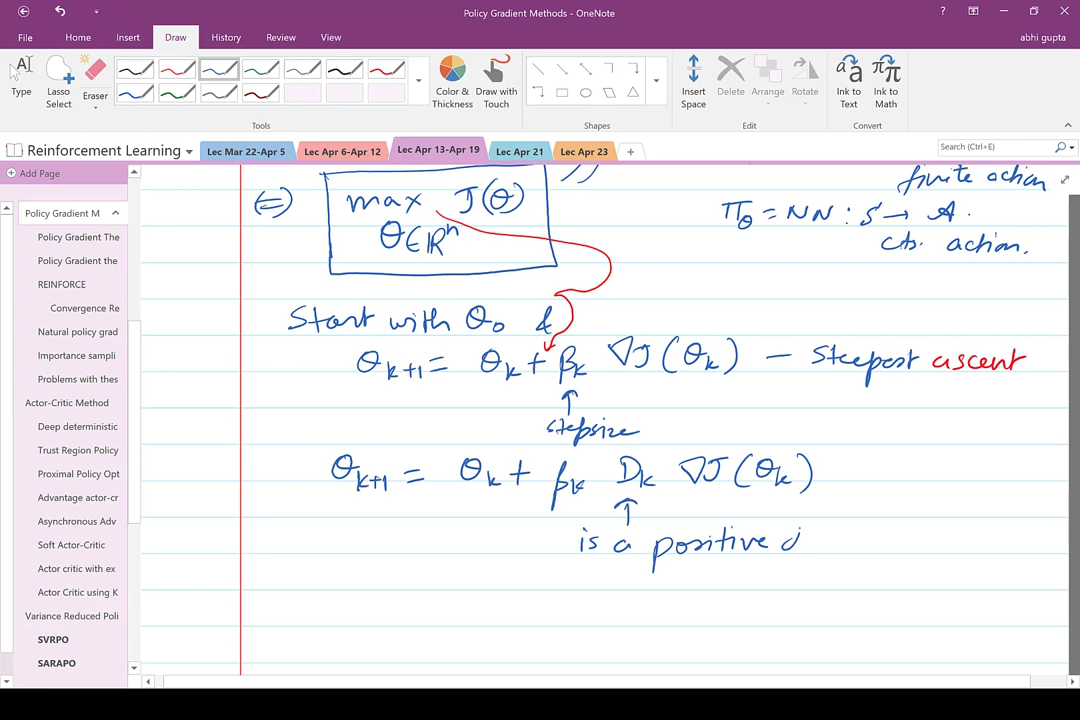 Policy Gradient Methods - OneNote
?
File Home Insert Draw History Review View
abhi gupta
Type
Lasso Select
Eraser
Color & Thickness
Draw with Touch
Insert Space
Delete
Arrange
Rotate
Ink to Text
Ink to Math
Tools
Shapes
Edit
Convert
Reinforcement Learning
Lec Mar 22-Apr 5
Lec Apr 6-Apr 12
Lec Apr 13-Apr 19
Lec Apr 21
Lec Apr 23
Search (Ctrl+E)
Add Page
Policy Gradient M
Policy Gradient The
Policy Gradient the
REINFORCE
Convergence Re
Natural policy grad
Importance sampli
Problems with thes
Actor-Critic Method
Deep deterministic
Trust Region Policy
Proximal Policy Opt
Advantage actor-cr
Asynchronous Adv
Soft Actor-Critic
Actor critic with ex
Actor Critic using K
Variance Reduced Poli
SVRPO
SARAPO
finite action
(=) max J(θ)
θ∈ℝⁿ
πθ = NN : S → A.
cts. action.
Start with θ₀ &
θk+1 = θk + βk ∇J(θk) — Steepest ascent
↑
stepsize
θk+1 = θk + βk Dk ∇J(θk)
↑
is a positive d